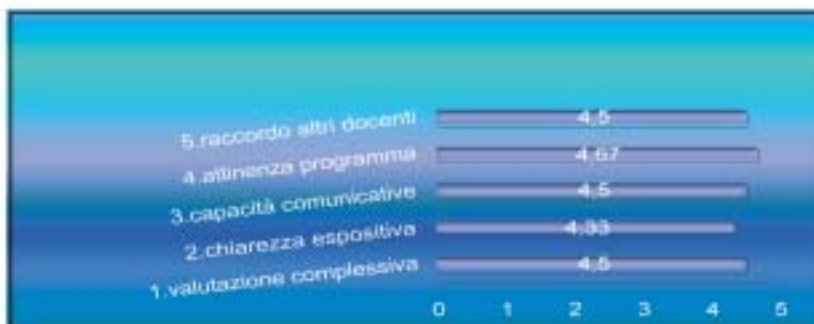 5.raccordo altri docenti 4,5
4.attinenza programma 4,67
3.capacità comunicative 4,5
2.chiarezza espositiva 4,33
1.valutazione complessiva 4,5
0 1 2 3 4 5